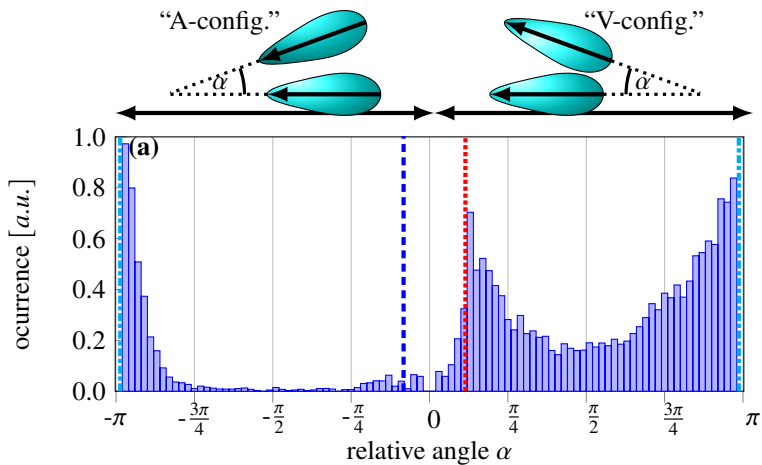 “A-config.” “V-config.”
α α
(a)
1.0
0.8
0.6
0.4
0.2
0.0
ocurrence [a.u.]
-π -3π/4 -π/2 -π/4 0 π/4 π/2 3π/4 π
relative angle α